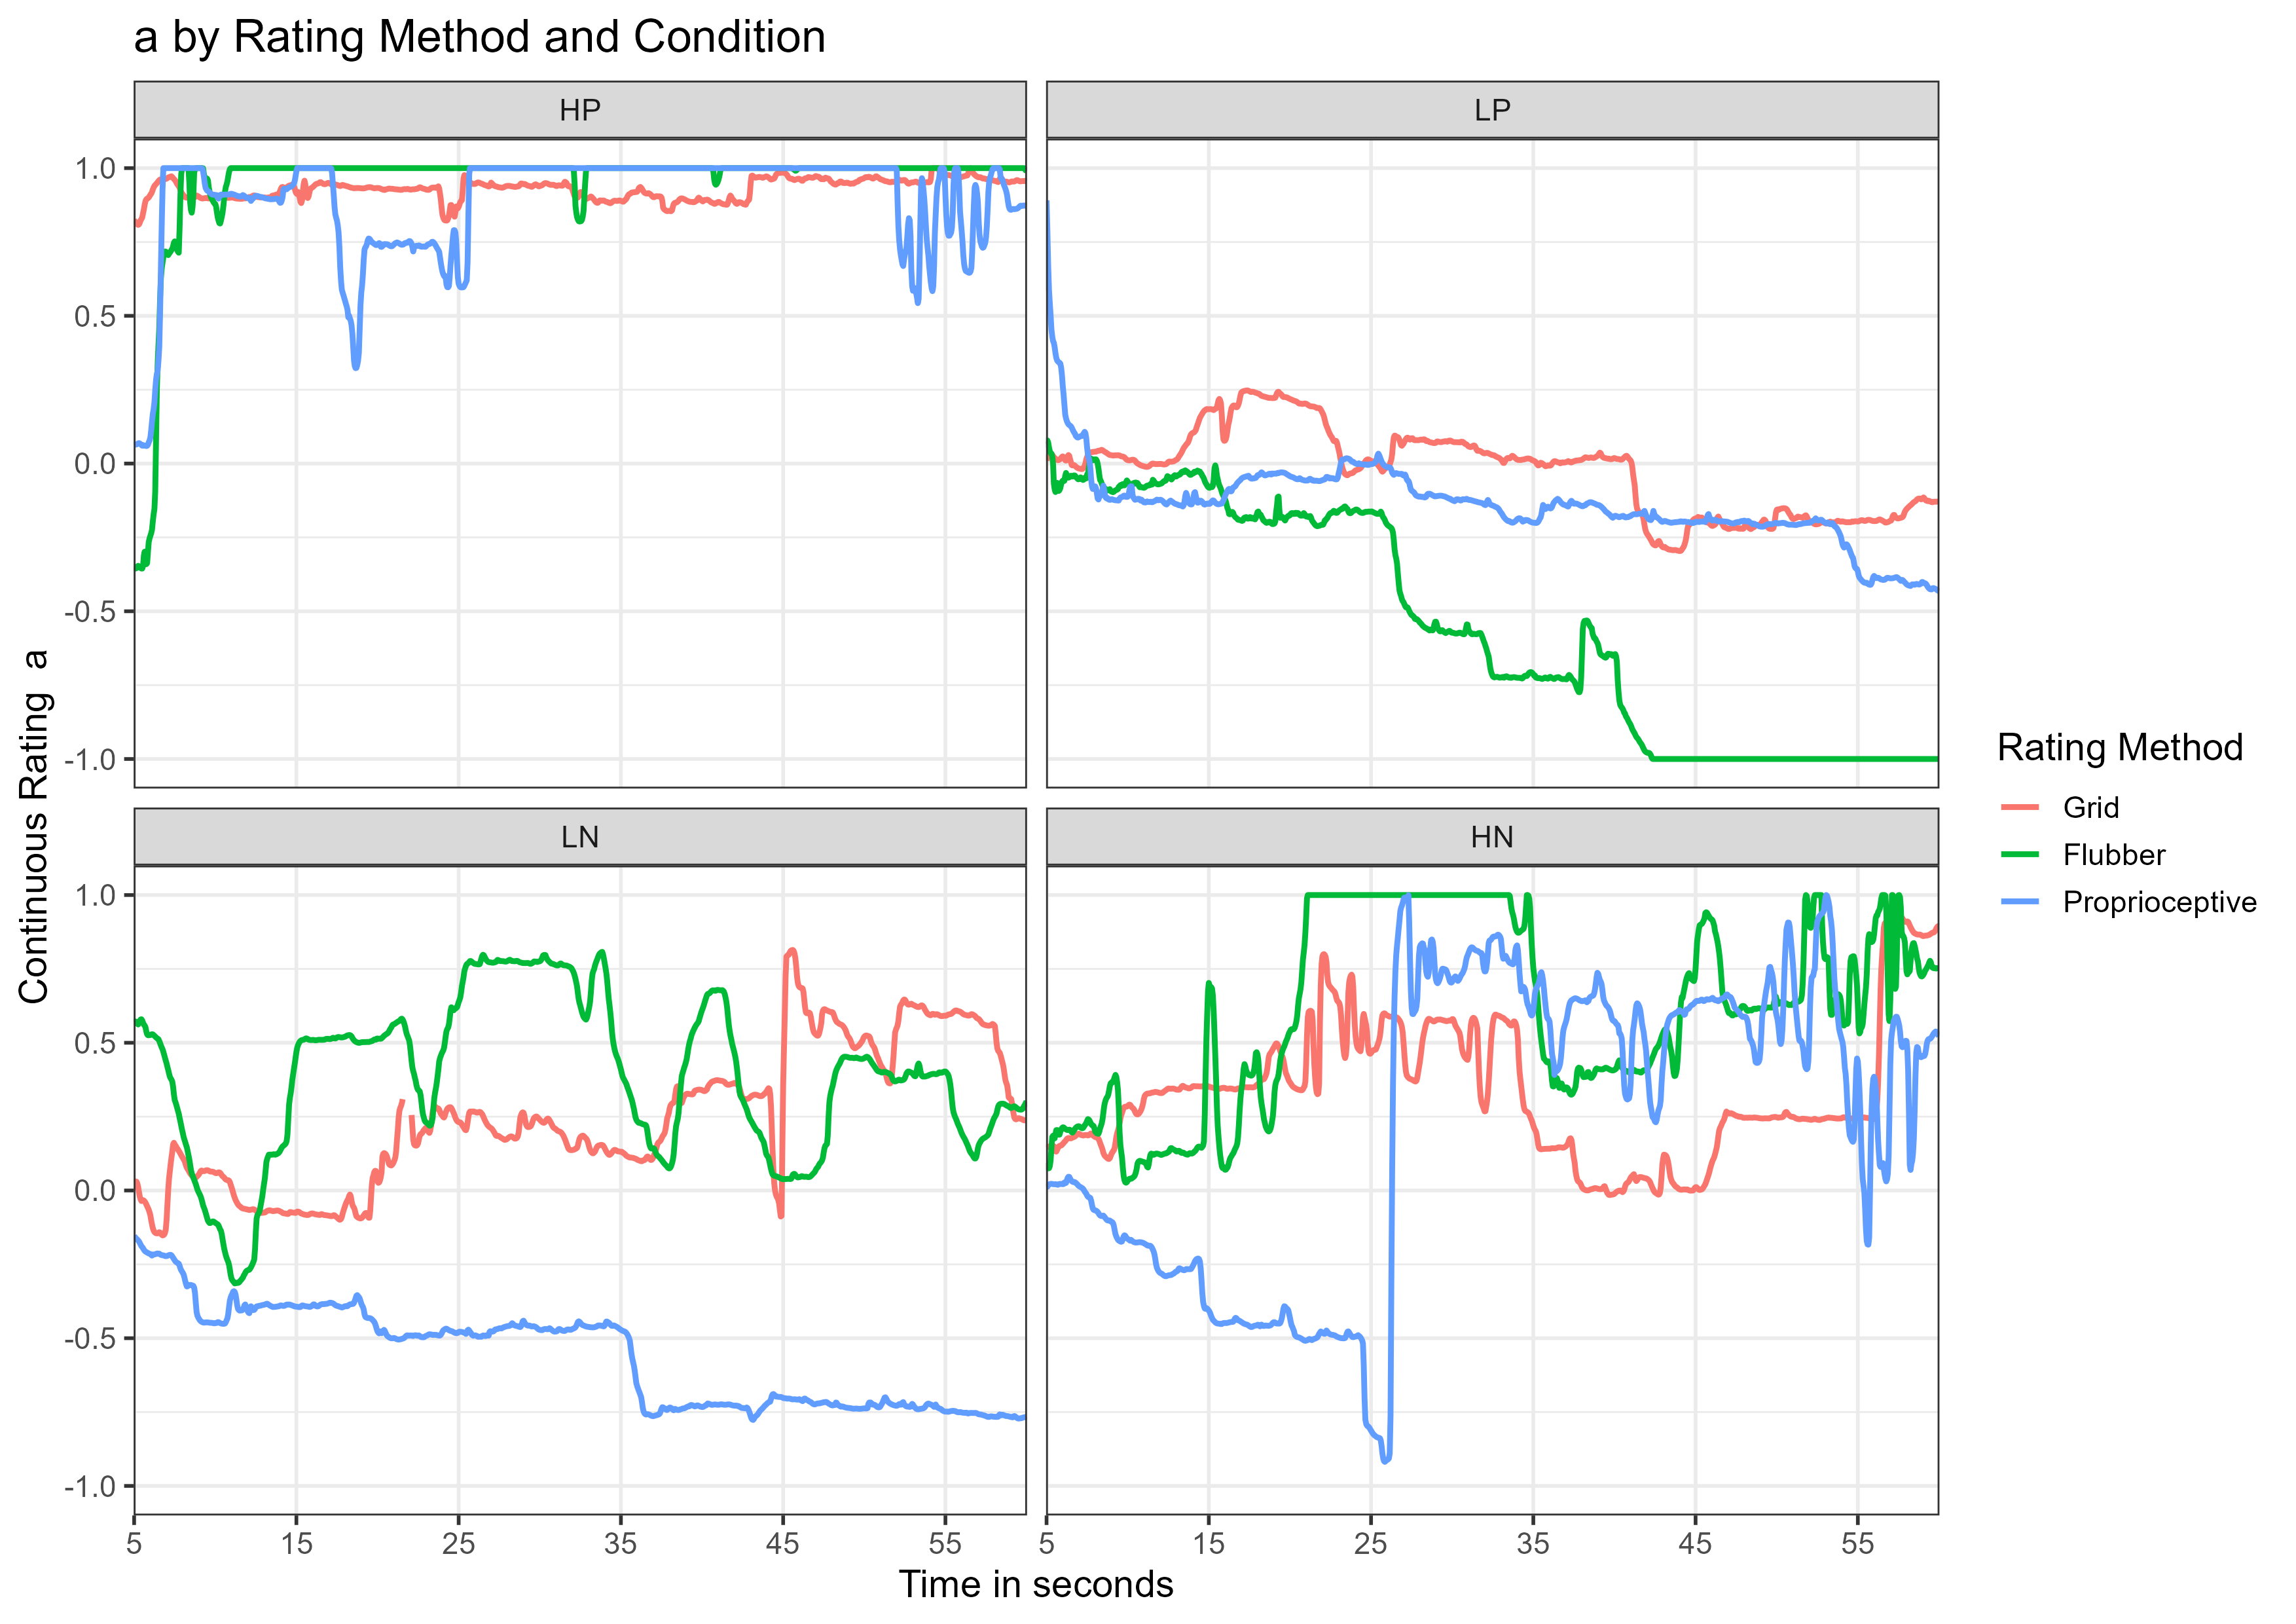 a by Rating Method and Condition
HP
LP
1.0
0.5
0.0
-0.5
-1.0
LN
HN
1.0
0.5
0.0
-0.5
-1.0
5 15 25 35 45 55
5 15 25 35 45 55
Time in seconds
Continuous Rating a
Rating Method
Grid
Flubber
Proprioceptive